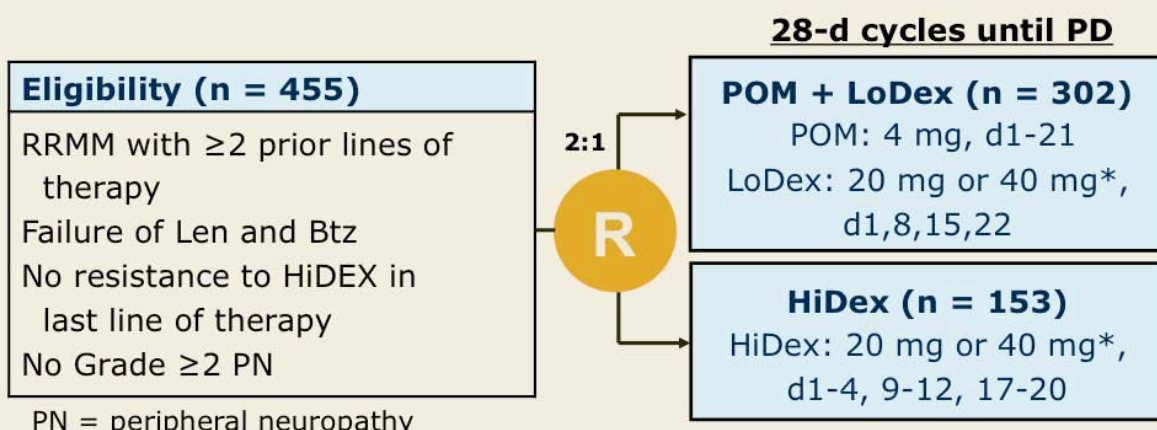 28-d cycles until PD
Eligibility (n = 455)
RRMM with ≥2 prior lines of
therapy
Failure of Len and Btz
No resistance to HiDEX in
last line of therapy
No Grade ≥2 PN
PN = peripheral neuropathy
2:1
R
POM + LoDex (n = 302)
POM: 4 mg, d1-21
LoDex: 20 mg or 40 mg*,
d1,8,15,22
HiDex (n = 153)
HiDex: 20 mg or 40 mg*,
d1-4, 9-12, 17-20